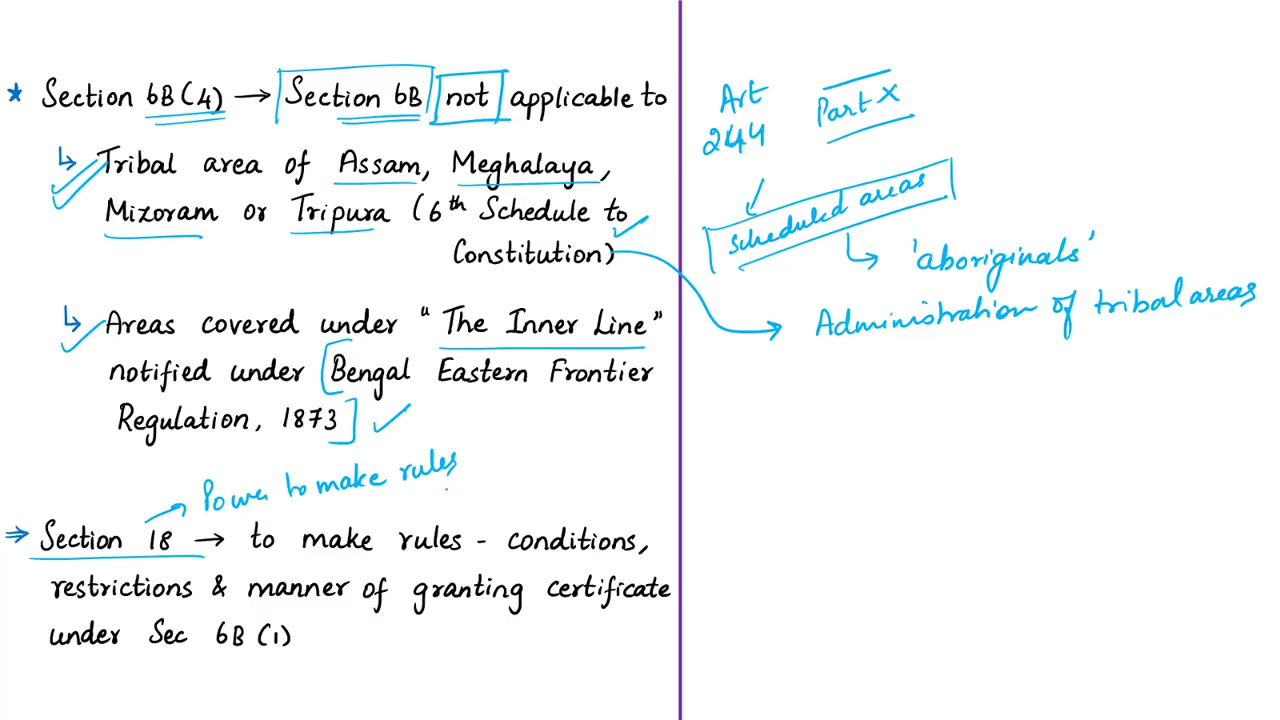 * Section 6B(4) → Section 6B not applicable to
↳ Tribal area of Assam, Meghalaya,
Mizoram or Tripura (6th Schedule to
Constitution)
↳ Areas covered under "The Inner Line"
notified under [Bengal Eastern Frontier
Regulation, 1873]
Power to make rules
⇒ Section 18 → to make rules - conditions,
restrictions & manner of granting certificate
under Sec 6B(1)
Art
244
Part X
Scheduled areas
'aboriginals'
Administration of tribal areas